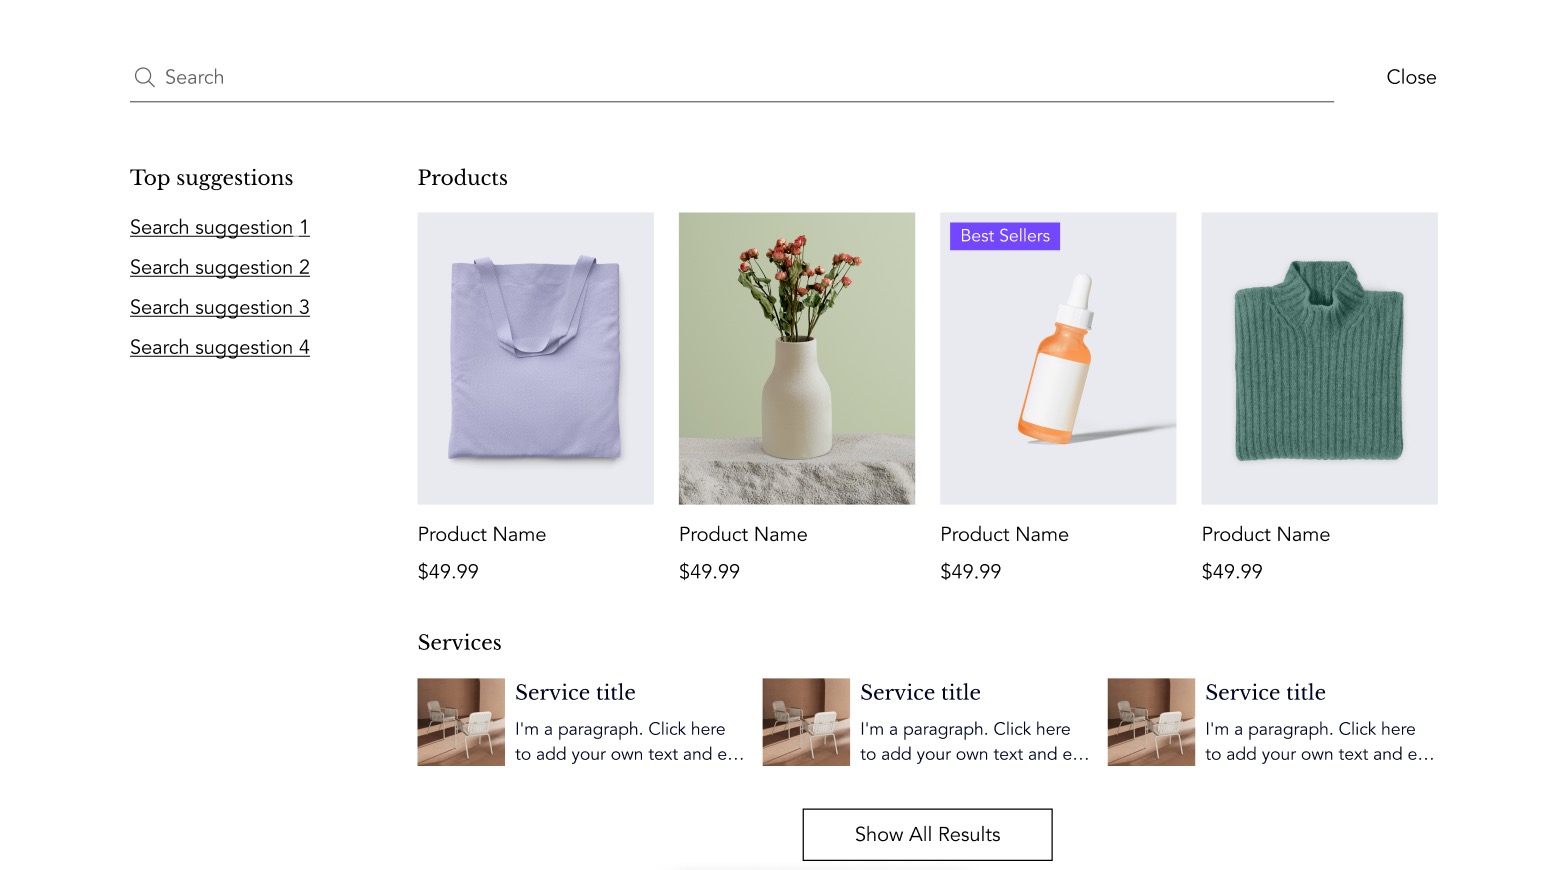 Search
Close
Top suggestions
Search suggestion 1
Search suggestion 2
Search suggestion 3
Search suggestion 4
Products
Best Sellers
Product Name
$49.99
Product Name
$49.99
Product Name
$49.99
Product Name
$49.99
Services
Service title
I'm a paragraph. Click here
to add your own text and e...
Service title
I'm a paragraph. Click here
to add your own text and e...
Service title
I'm a paragraph. Click here
to add your own text and e...
Show All Results